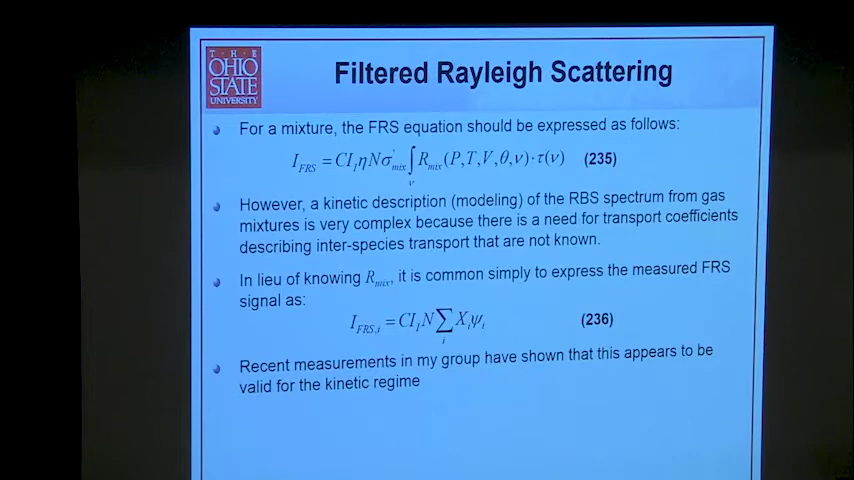 T · H · E
OHIO
STATE
UNIVERSITY
Filtered Rayleigh Scattering
For a mixture, the FRS equation should be expressed as follows:
I_FRS = CI_Iη Nσ'_mix ∫_ν R_mix(P,T,V,θ,ν)·τ(ν) (235)
However, a kinetic description (modeling) of the RBS spectrum from gas
mixtures is very complex because there is a need for transport coefficients
describing inter-species transport that are not known.
In lieu of knowing R_mix, it is common simply to express the measured FRS
signal as:
I_FRS,i = CI_I N ∑_i X_i ψ_i (236)
Recent measurements in my group have shown that this appears to be
valid for the kinetic regime